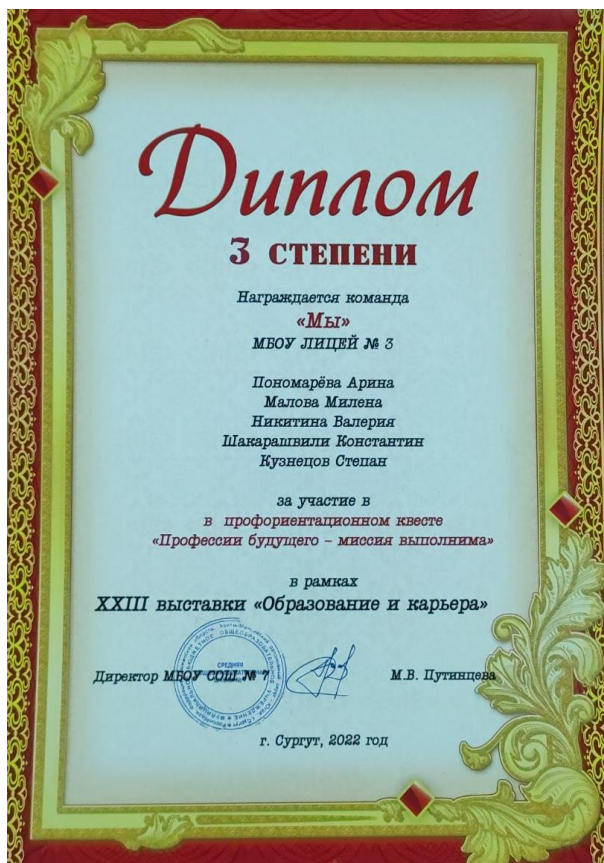 Диплом
3 СТЕПЕНИ
Награждается команда
«Мы»
МБОУ ЛИЦЕЙ № 3
Пономарёва Арина
Малова Милена
Никитина Валерия
Шакарашвили Константин
Кузнецов Степан
за участие в
в профориентационном квесте
«Профессии будущего – миссия выполнима»
в рамках
XXIII выставки «Образование и карьера»
СРЕДНЯЯ
Директор МБОУ СОШ № 7 М.В. Путинцева
г. Сургут, 2022 год